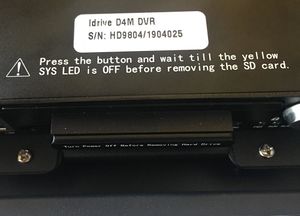 Idrive D4M DVR
S/N: HD9804/1904025
Press the button and wait till the yellow
SYS LED is OFF before removing the SD card.
Turn Power Off Before Removing Hard Drive